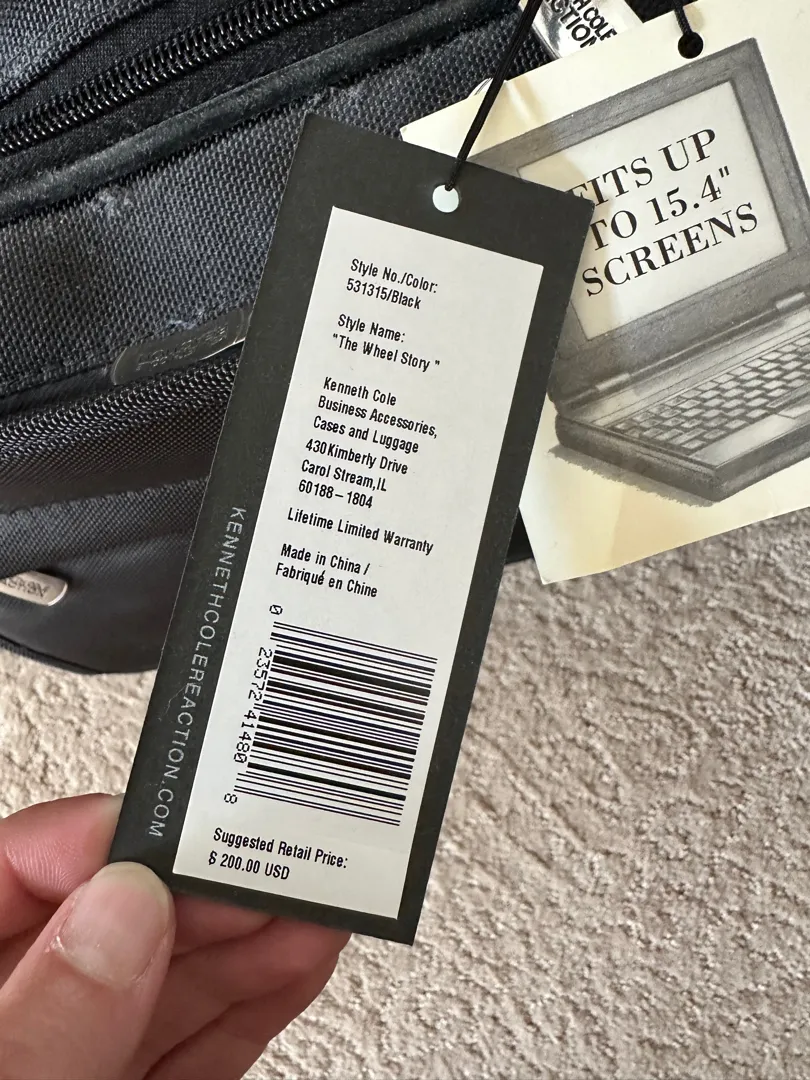 Style No./Color:
531315/Black
Style Name:
"The Wheel Story "
Kenneth Cole
Business Accessories,
Cases and Luggage
430 Kimberly Drive
Carol Stream,IL
60188-1804
Lifetime Limited Warranty
Made in China /
Fabriqué en Chine
0 23572 41480 8
Suggested Retail Price:
$ 200.00 USD
KENNETHCOLEREACTION.COM
FITS UP
TO 15.4"
SCREENS
COLE